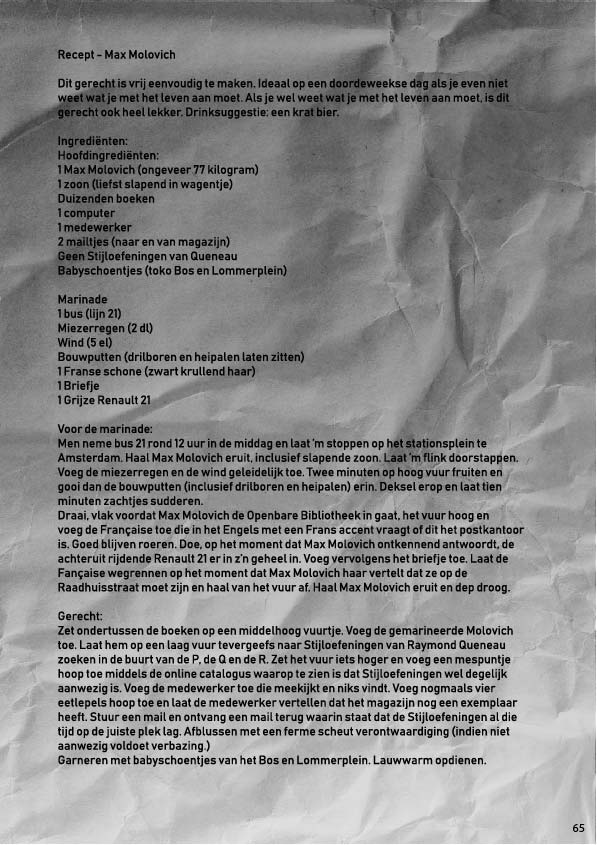 Recept – Max Molovich
Dit gerecht is vrij eenvoudig te maken. Ideaal op een doordeweekse dag als je even niet
weet wat je met het leven aan moet. Als je wel weet wat je met het leven aan moet, is dit
gerecht ook heel lekker. Drinksuggestie: een krat bier.
Ingrediënten:
Hoofdingrediënten:
1 Max Molovich (ongeveer 77 kilogram)
1 zoon (liefst slapend in wagentje)
Duizenden boeken
1 computer
1 medewerker
2 mailtjes (naar en van magazijn)
Geen Stijloefeningen van Queneau
Babyschoentjes (toko Bos en Lommerplein)
Marinade
1 bus (lijn 21)
Miezerregen (2 dl)
Wind (5 el)
Bouwputten (drilboren en heipalen laten zitten)
1 Franse schone (zwart krullend haar)
1 Briefje
1 Grijze Renault 21
Voor de marinade:
Men neme bus 21 rond 12 uur in de middag en laat ’m stoppen op het stationsplein te
Amsterdam. Haal Max Molovich eruit, inclusief slapende zoon. Laat ’m flink doorstappen.
Voeg de miezerregen en de wind geleidelijk toe. Twee minuten op hoog vuur fruiten en
gooi dan de bouwputten (inclusief drilboren en heipalen) erin. Deksel erop en laat tien
minuten zachtjes sudderen.
Draai, vlak voordat Max Molovich de Openbare Bibliotheek in gaat, het vuur hoog en
voeg de Française toe die in het Engels met een Frans accent vraagt of dit het postkantoor
is. Goed blijven roeren. Doe, op het moment dat Max Molovich ontkennend antwoordt, de
achteruit rijdende Renault 21 er in z’n geheel in. Voeg vervolgens het briefje toe. Laat de
Fançaise wegrennen op het moment dat Max Molovich haar vertelt dat ze op de
Raadhuisstraat moet zijn en haal van het vuur af. Haal Max Molovich eruit en dep droog.
Gerecht:
Zet ondertussen de boeken op een middelhoog vuurtje. Voeg de gemarineerde Molovich
toe. Laat hem op een laag vuur tevergeefs naar Stijloefeningen van Raymond Queneau
zoeken in de buurt van de P, de Q en de R. Zet het vuur iets hoger en voeg een mespuntje
hoop toe middels de online catalogus waarop te zien is dat Stijloefeningen wel degelijk
aanwezig is. Voeg de medewerker toe die meekijkt en niks vindt. Voeg nogmaals vier
eetlepels hoop toe en laat de medewerker vertellen dat het magazijn nog een exemplaar
heeft. Stuur een mail en ontvang een mail terug waarin staat dat de Stijloefeningen al die
tijd op de juiste plek lag. Afblussen met een ferme scheut verontwaardiging (indien niet
aanwezig voldoet verbazing.)
Garneren met babyschoentjes van het Bos en Lommerplein. Lauwwarm opdienen.
65